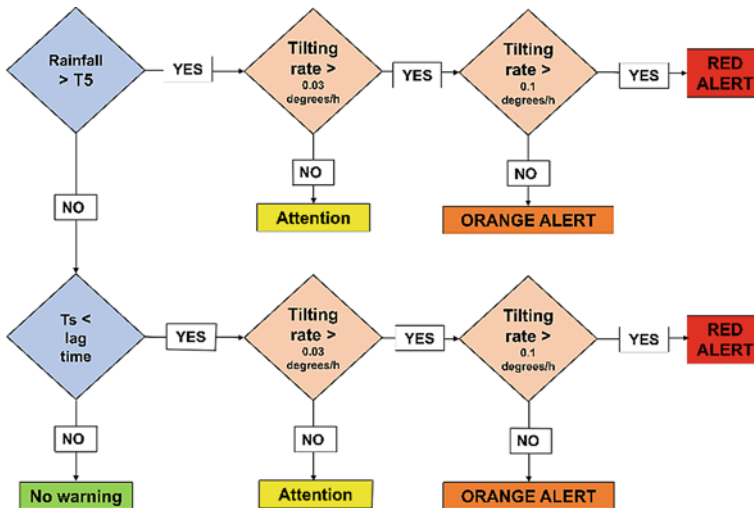 Rainfall
> T5
YES
Tilting
rate >
0.03
degrees/h
YES
Tilting
rate >
0.1
degrees/h
YES
RED
ALERT
NO
NO
NO
Attention
ORANGE ALERT
Ts <
lag
time
YES
Tilting
rate >
0.03
degrees/h
YES
Tilting
rate >
0.1
degrees/h
YES
RED
ALERT
NO
NO
NO
No warning
Attention
ORANGE ALERT